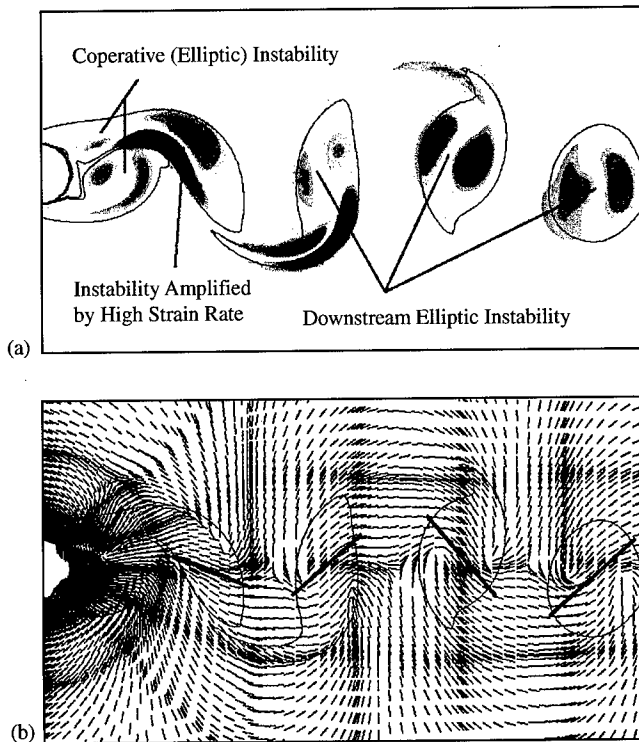 Coperative (Elliptic) Instability
Instability Amplified
by High Strain Rate
Downstream Elliptic Instability
(a)
(b)